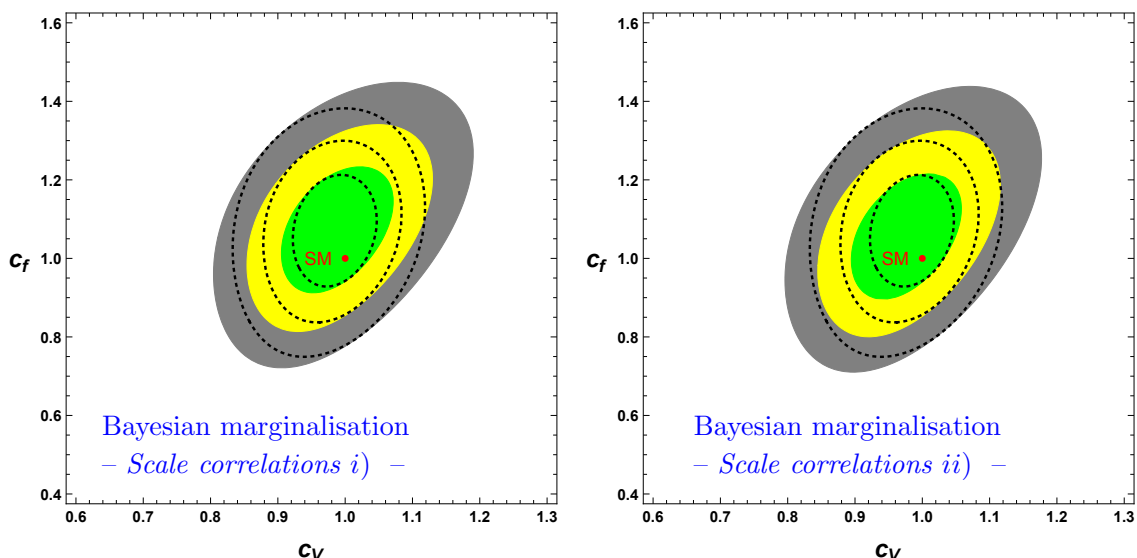 1.6
1.4
1.2
1.0
0.8
0.6
0.4
c_f
SM
Bayesian marginalisation
– Scale correlations i) –
0.6 0.7 0.8 0.9 1.0 1.1 1.2 1.3
c_V
1.6
1.4
1.2
1.0
0.8
0.6
0.4
c_f
SM
Bayesian marginalisation
– Scale correlations ii) –
0.6 0.7 0.8 0.9 1.0 1.1 1.2 1.3
c_V